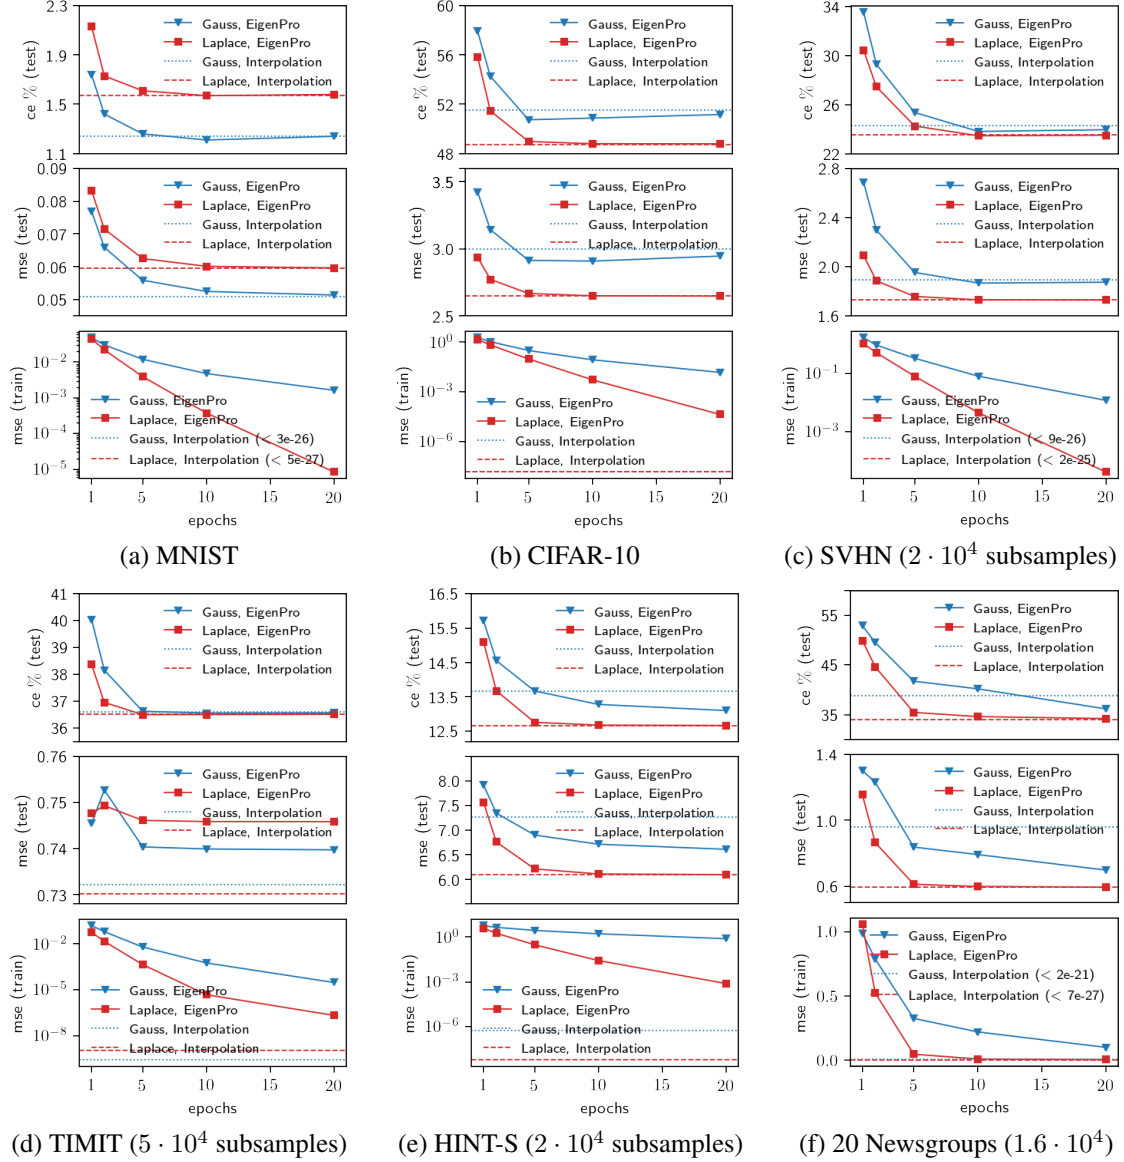 2.3
1.9
1.5
1.1
ce % (test)
Gauss, EigenPro
Laplace, EigenPro
Gauss, Interpolation
Laplace, Interpolation
0.09
0.08
0.07
0.06
0.05
mse (test)
Gauss, EigenPro
Laplace, EigenPro
Gauss, Interpolation
Laplace, Interpolation
10⁻²
10⁻³
10⁻⁴
10⁻⁵
mse (train)
Gauss, EigenPro
Laplace, EigenPro
Gauss, Interpolation (< 3e-26)
Laplace, Interpolation (< 5e-27)
1 5 10 20
epochs
(a) MNIST
60
56
52
48
ce % (test)
Gauss, EigenPro
Laplace, EigenPro
Gauss, Interpolation
Laplace, Interpolation
3.5
3.0
2.5
mse (test)
Gauss, EigenPro
Laplace, EigenPro
Gauss, Interpolation
Laplace, Interpolation
10⁰
10⁻³
10⁻⁶
mse (train)
Gauss, EigenPro
Laplace, EigenPro
Gauss, Interpolation
Laplace, Interpolation
1 5 10 20
epochs
(b) CIFAR-10
34
30
26
22
ce % (test)
Gauss, EigenPro
Laplace, EigenPro
Gauss, Interpolation
Laplace, Interpolation
2.8
2.4
2.0
1.6
mse (test)
Gauss, EigenPro
Laplace, EigenPro
Gauss, Interpolation
Laplace, Interpolation
10⁻¹
10⁻³
mse (train)
Gauss, EigenPro
Laplace, EigenPro
Gauss, Interpolation (< 9e-26)
Laplace, Interpolation (< 2e-25)
1 5 10 20
epochs
(c) SVHN (2 · 10⁴ subsamples)
41
40
39
38
37
36
ce % (test)
Gauss, EigenPro
Laplace, EigenPro
Gauss, Interpolation
Laplace, Interpolation
0.76
0.75
0.74
0.73
mse (test)
Gauss, EigenPro
Laplace, EigenPro
Gauss, Interpolation
Laplace, Interpolation
10⁻²
10⁻⁵
10⁻⁸
mse (train)
Gauss, EigenPro
Laplace, EigenPro
Gauss, Interpolation
Laplace, Interpolation
1 5 10 20
epochs
(d) TIMIT (5 · 10⁴ subsamples)
16.5
15.5
14.5
13.5
12.5
ce % (test)
Gauss, EigenPro
Laplace, EigenPro
Gauss, Interpolation
Laplace, Interpolation
8.0
7.5
7.0
6.5
6.0
mse (test)
Gauss, EigenPro
Laplace, EigenPro
Gauss, Interpolation
Laplace, Interpolation
10⁰
10⁻³
10⁻⁶
mse (train)
Gauss, EigenPro
Laplace, EigenPro
Gauss, Interpolation
Laplace, Interpolation
1 5 10 20
epochs
(e) HINT-S (2 · 10⁴ subsamples)
55
45
35
ce % (test)
Gauss, EigenPro
Laplace, EigenPro
Gauss, Interpolation
Laplace, Interpolation
1.4
1.0
0.6
mse (test)
Gauss, EigenPro
Laplace, EigenPro
Gauss, Interpolation
Laplace, Interpolation
1.0
0.5
0.0
mse (train)
Gauss, EigenPro
Laplace, EigenPro
Gauss, Interpolation (< 2e-21)
Laplace, Interpolation (< 7e-27)
1 5 10 20
epochs
(f) 20 Newsgroups (1.6 · 10⁴)